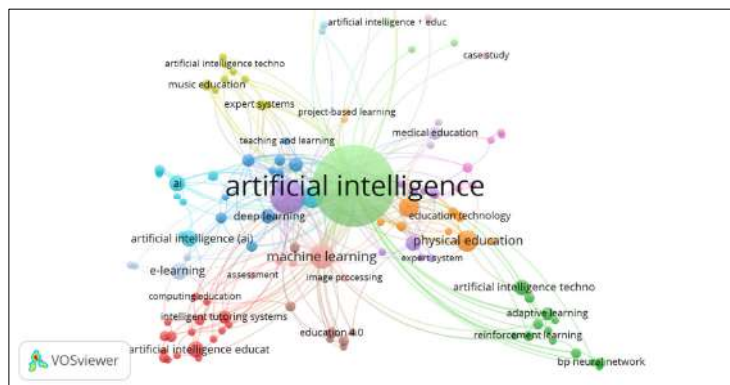 artificial intelligence + educ
case study
artificial intelligence techno
music education
expert systems
project-based learning
medical education
teaching and learning
ai
artificial intelligence
deep learning
education technology
artificial intelligence (ai)
physical education
machine learning
expert system
e-learning
assessment
image processing
artificial intelligence techno
computing education
adaptive learning
intelligent tutoring systems
education 4.0
reinforcement learning
artificial intelligence educat
bp neural network
VOSviewer